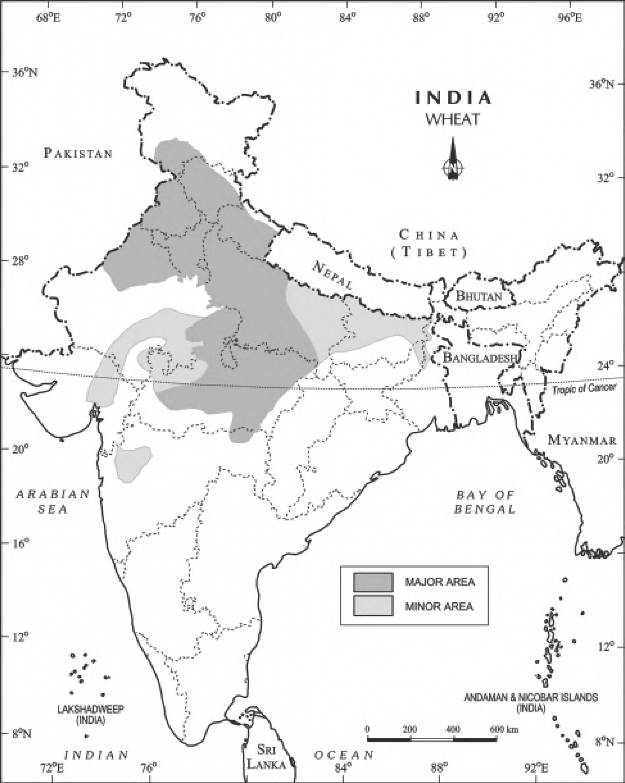 68°E 72° 76° 80° 84° 88° 92° 96°E
36°N
36°N
INDIA
WHEAT
PAKISTAN
32°
32°
CHINA
(TIBET)
28°
NEPAL
28°
BHUTAN
BANGLADESH
24°
24°
Tropic of Cancer
MYANMAR
20°
20°
ARABIAN
SEA
BAY OF
BENGAL
16°
16°
MAJOR AREA
MINOR AREA
12°
12°
LAKSHADWEEP
(INDIA)
ANDAMAN & NICOBAR ISLANDS
(INDIA)
0 200 400 600 km
8°N
8°N
INDIAN
SRI
LANKA
OCEAN
72°E 76° 84° 88° 92°E